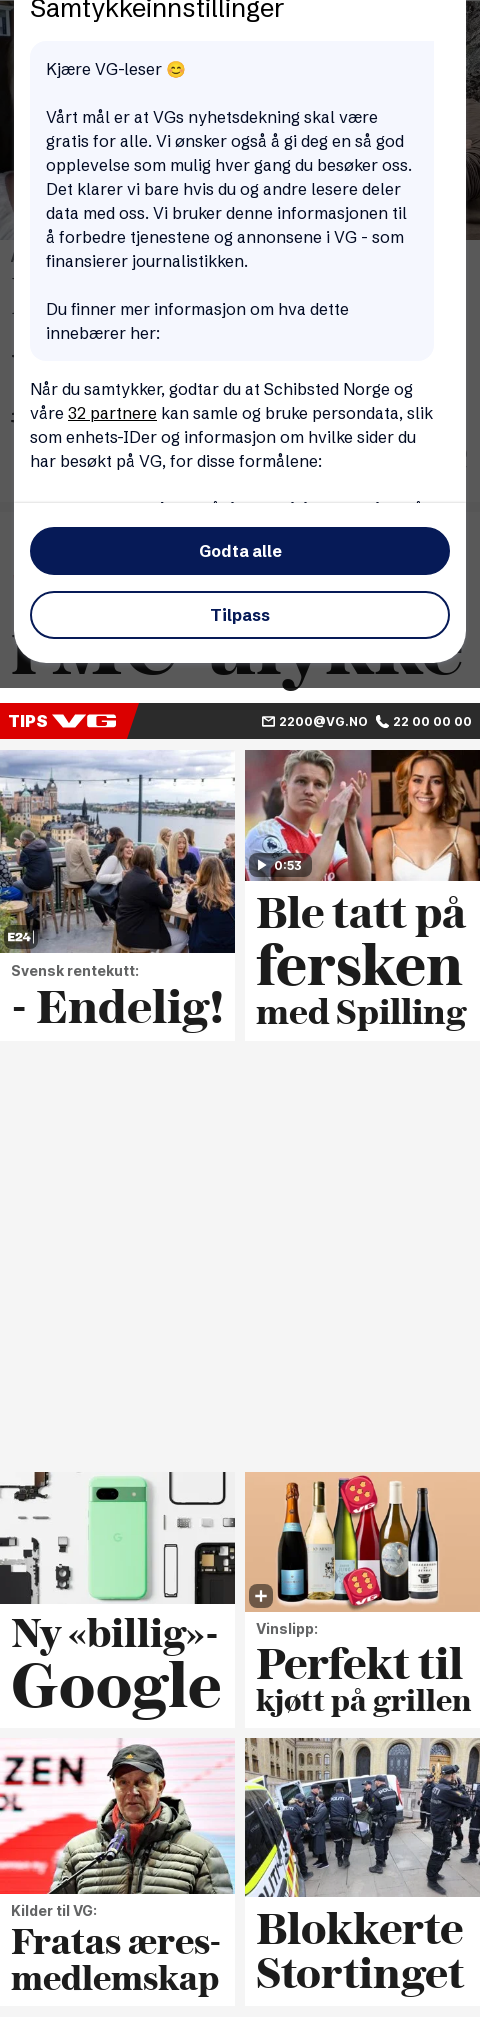 Samtykkeinnstillinger
Kjære VG-leser 😊
Vårt mål er at VGs nyhetsdekning skal være
gratis for alle. Vi ønsker også å gi deg en så god
opplevelse som mulig hver gang du besøker oss.
Det klarer vi bare hvis du og andre lesere deler
data med oss. Vi bruker denne informasjonen til
å forbedre tjenestene og annonsene i VG - som
finansierer journalistikken.
Du finner mer informasjon om hva dette
innebærer her:
Når du samtykker, godtar du at Schibsted Norge og
våre 32 partnere kan samle og bruke persondata, slik
som enhets-IDer og informasjon om hvilke sider du
har besøkt på VG, for disse formålene:
Godta alle
Tilpass
TIPS VG
2200@VG.NO 22 00 00 00
0:53
E24
Svensk rentekutt:
- Endelig!
Ble tatt på
fersken
med Spilling
Ny «billig»-
Google
Vinslipp:
Perfekt til
kjøtt på grillen
Kilder til VG:
Fratas æres-
medlemskap
Blokkerte
Stortinget